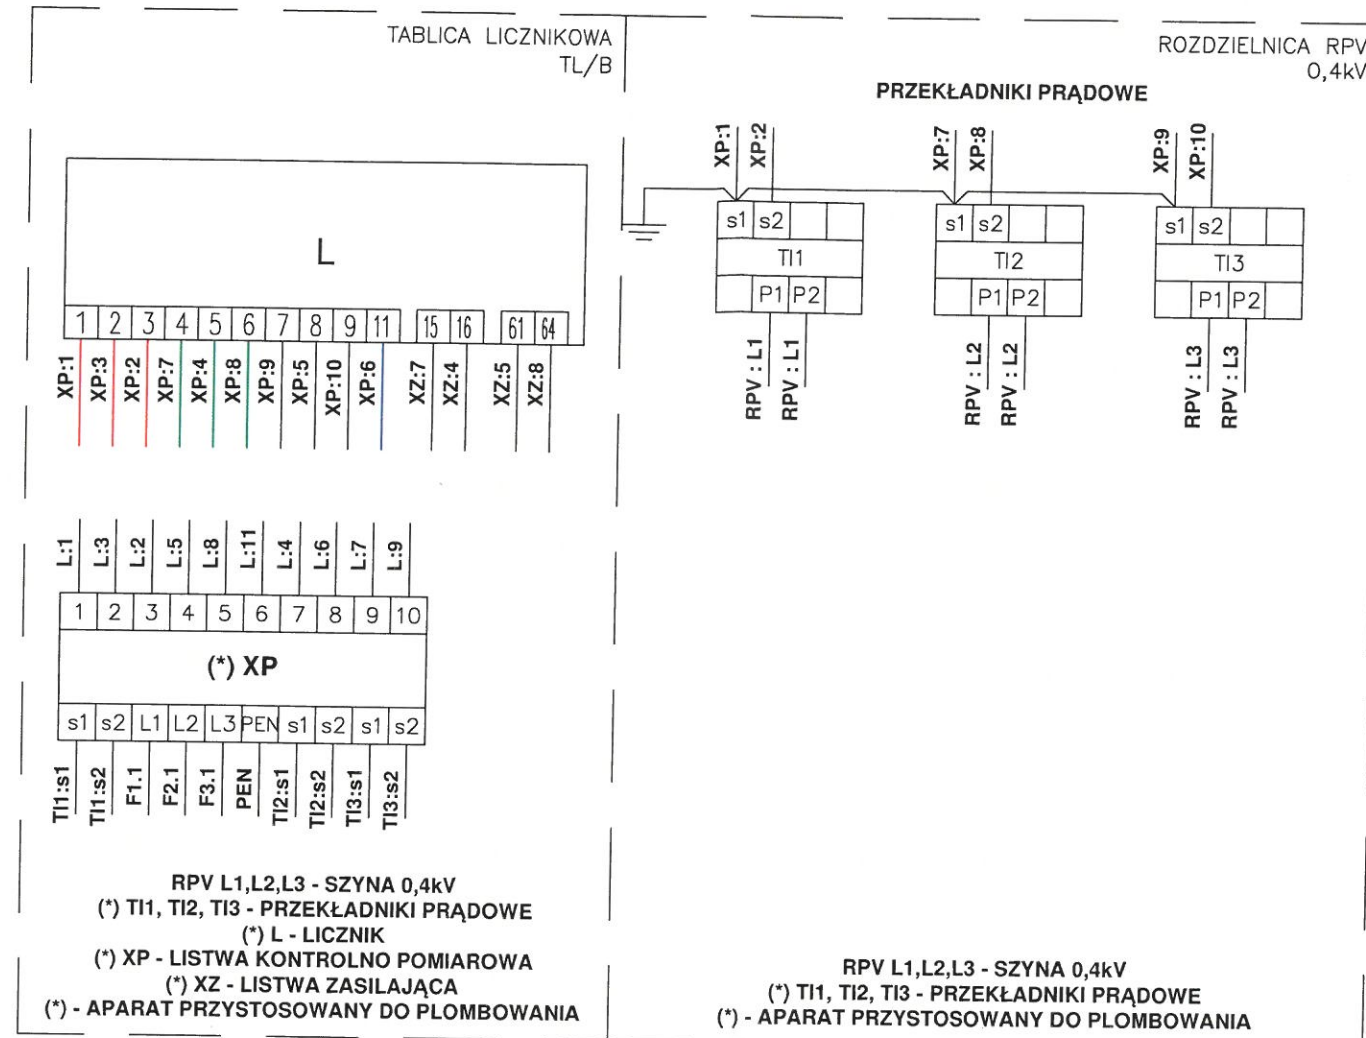 TABLICA LICZNIKOWA
TL/B
L
1 2 3 4 5 6 7 8 9 11 15 16 61 64
XP:1 XP:3 XP:2 XP:7 XP:4 XP:8 XP:9 XP:5 XP:10 XP:6 XZ:7 XZ:4 XZ:5 XZ:8
L:1 L:3 L:2 L:5 L:8 L:11 L:4 L:6 L:7 L:9
1 2 3 4 5 6 7 8 9 10
(*) XP
s1 s2 L1 L2 L3 PEN s1 s2 s1 s2
TI1:s1 TI1:s2 F1.1 F2.1 F3.1 PEN TI2:s1 TI2:s2 TI3:s1 TI3:s2
RPV L1,L2,L3 - SZYNA 0,4kV
(*) TI1, TI2, TI3 - PRZEKŁADNIKI PRĄDOWE
(*) L - LICZNIK
(*) XP - LISTWA KONTROLNO POMIAROWA
(*) XZ - LISTWA ZASILAJĄCA
(*) - APARAT PRZYSTOSOWANY DO PLOMBOWANIA
ROZDZIELNICA RPV
0,4kV
PRZEKŁADNIKI PRĄDOWE
XP:1 XP:2 XP:7 XP:8 XP:9 XP:10
s1 s2 s1 s2 s1 s2
TI1 TI2 TI3
P1 P2 P1 P2 P1 P2
RPV : L1 RPV : L1 RPV : L2 RPV : L2 RPV : L3 RPV : L3
RPV L1,L2,L3 - SZYNA 0,4kV
(*) TI1, TI2, TI3 - PRZEKŁADNIKI PRĄDOWE
(*) - APARAT PRZYSTOSOWANY DO PLOMBOWANIA